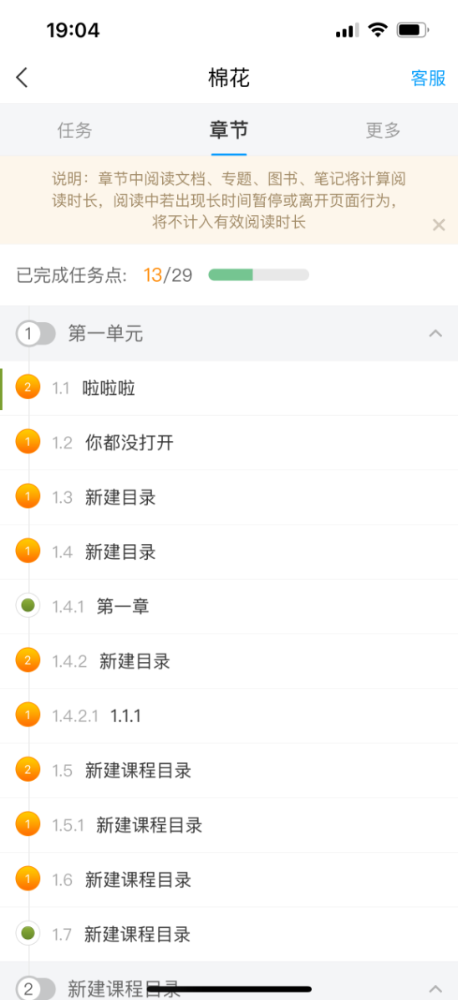 19:04
棉花
客服
任务
章节
更多
说明：章节中阅读文档、专题、图书、笔记将计算阅
读时长，阅读中若出现长时间暂停或离开页面行为，
将不计入有效阅读时长
已完成任务点: 13/29
1 第一单元
2 1.1 啦啦啦
1 1.2 你都没打开
1 1.3 新建目录
1 1.4 新建目录
1.4.1 第一章
2 1.4.2 新建目录
1 1.4.2.1 1.1.1
2 1.5 新建课程目录
1 1.5.1 新建课程目录
1 1.6 新建课程目录
1.7 新建课程目录
2 新建课程目录